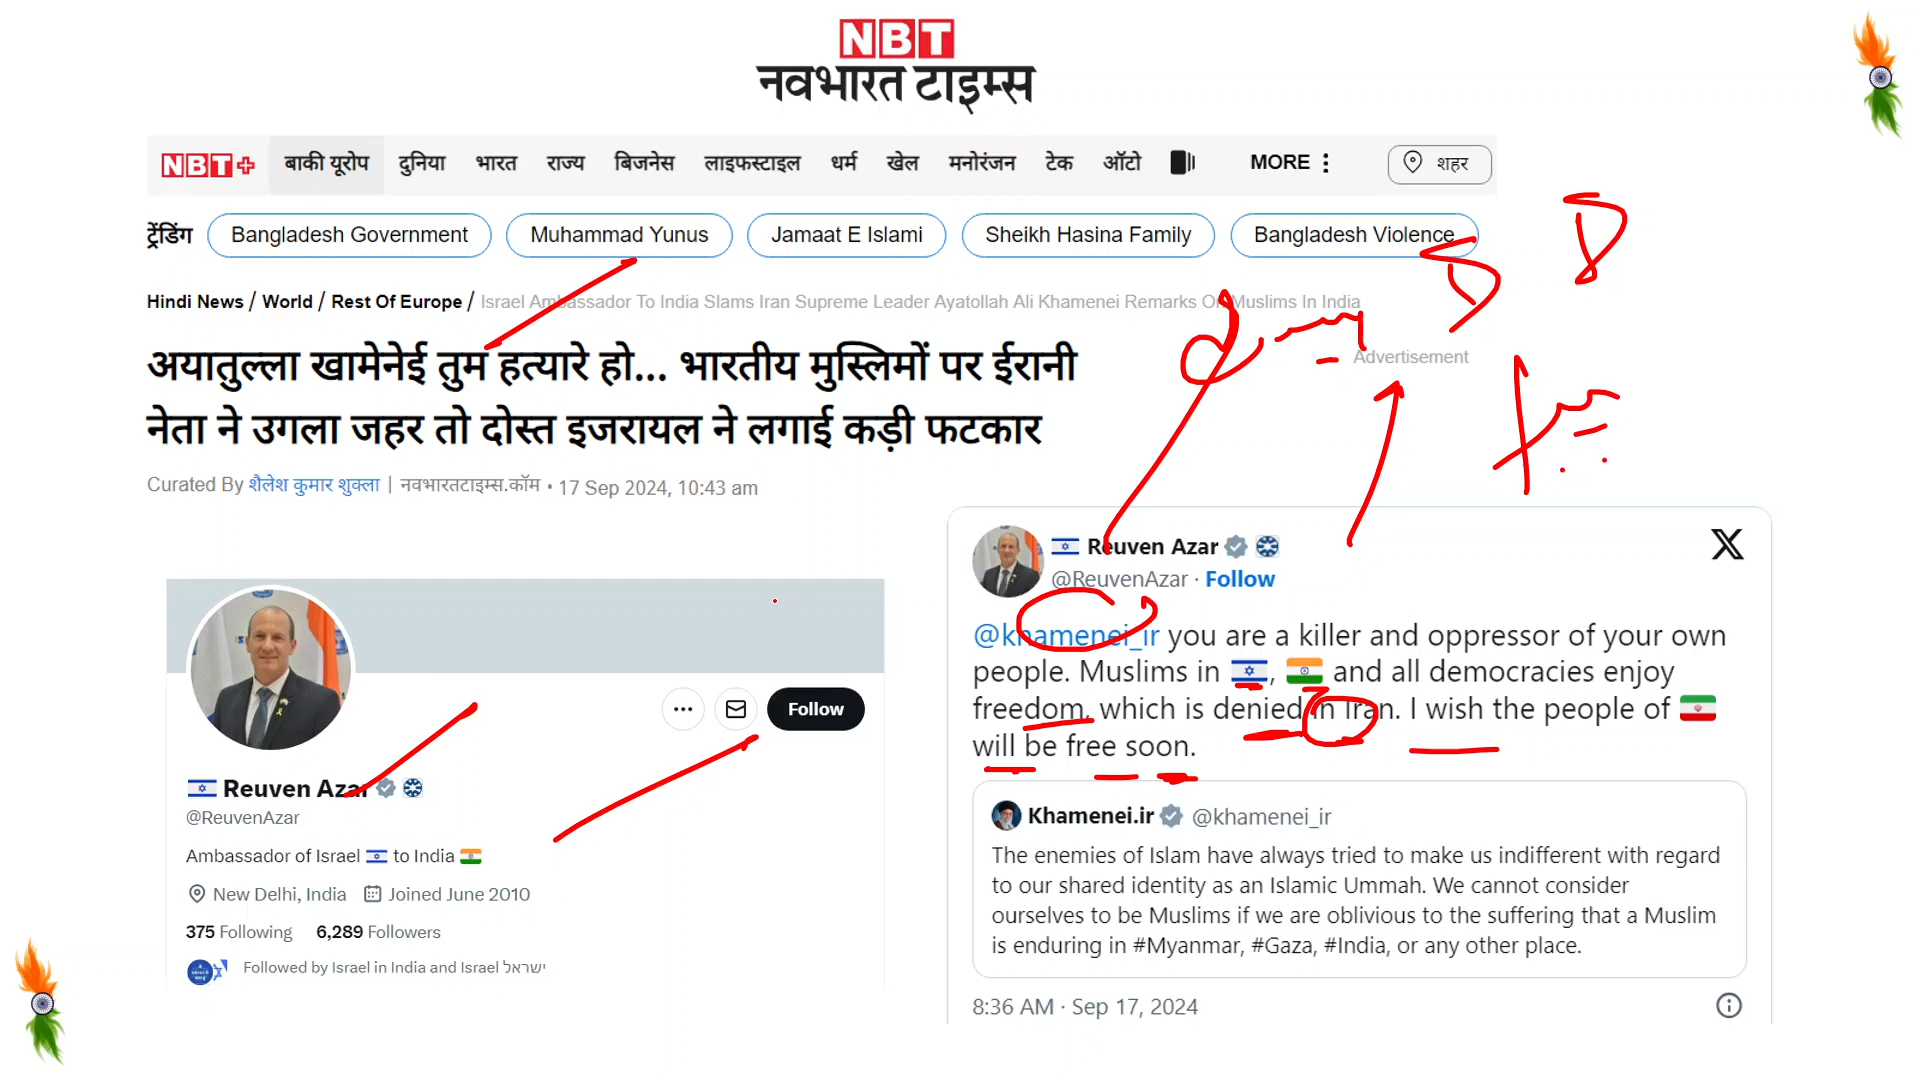 NBT
नवभारत टाइम्स
NBT+ बाकी यूरोप दुनिया भारत राज्य बिजनेस लाइफस्टाइल धर्म खेल मनोरंजन टेक ऑटो MORE शहर
ट्रेंडिंग Bangladesh Government Muhammad Yunus Jamaat E Islami Sheikh Hasina Family Bangladesh Violence
Hindi News / World / Rest Of Europe / Israel Ambassador To India Slams Iran Supreme Leader Ayatollah Ali Khamenei Remarks On Muslims In India
अयातुल्ला खामेनेई तुम हत्यारे हो... भारतीय मुस्लिमों पर ईरानी
नेता ने उगला जहर तो दोस्त इजरायल ने लगाई कड़ी फटकार
Advertisement
Curated By शैलेश कुमार शुक्ला | नवभारतटाइम्स.कॉम • 17 Sep 2024, 10:43 am
Follow
Reuven Azar
@ReuvenAzar
Ambassador of Israel 🇮🇱 to India 🇮🇳
New Delhi, India Joined June 2010
375 Following 6,289 Followers
Followed by Israel in India and Israel ישראל
🇮🇱 Reuven Azar
@ReuvenAzar · Follow
@khamenei_ir you are a killer and oppressor of your own
people. Muslims in 🇮🇱, 🇮🇳 and all democracies enjoy
freedom, which is denied in Iran. I wish the people of 🇮🇷
will be free soon.
Khamenei.ir @khamenei_ir
The enemies of Islam have always tried to make us indifferent with regard
to our shared identity as an Islamic Ummah. We cannot consider
ourselves to be Muslims if we are oblivious to the suffering that a Muslim
is enduring in #Myanmar, #Gaza, #India, or any other place.
8:36 AM · Sep 17, 2024